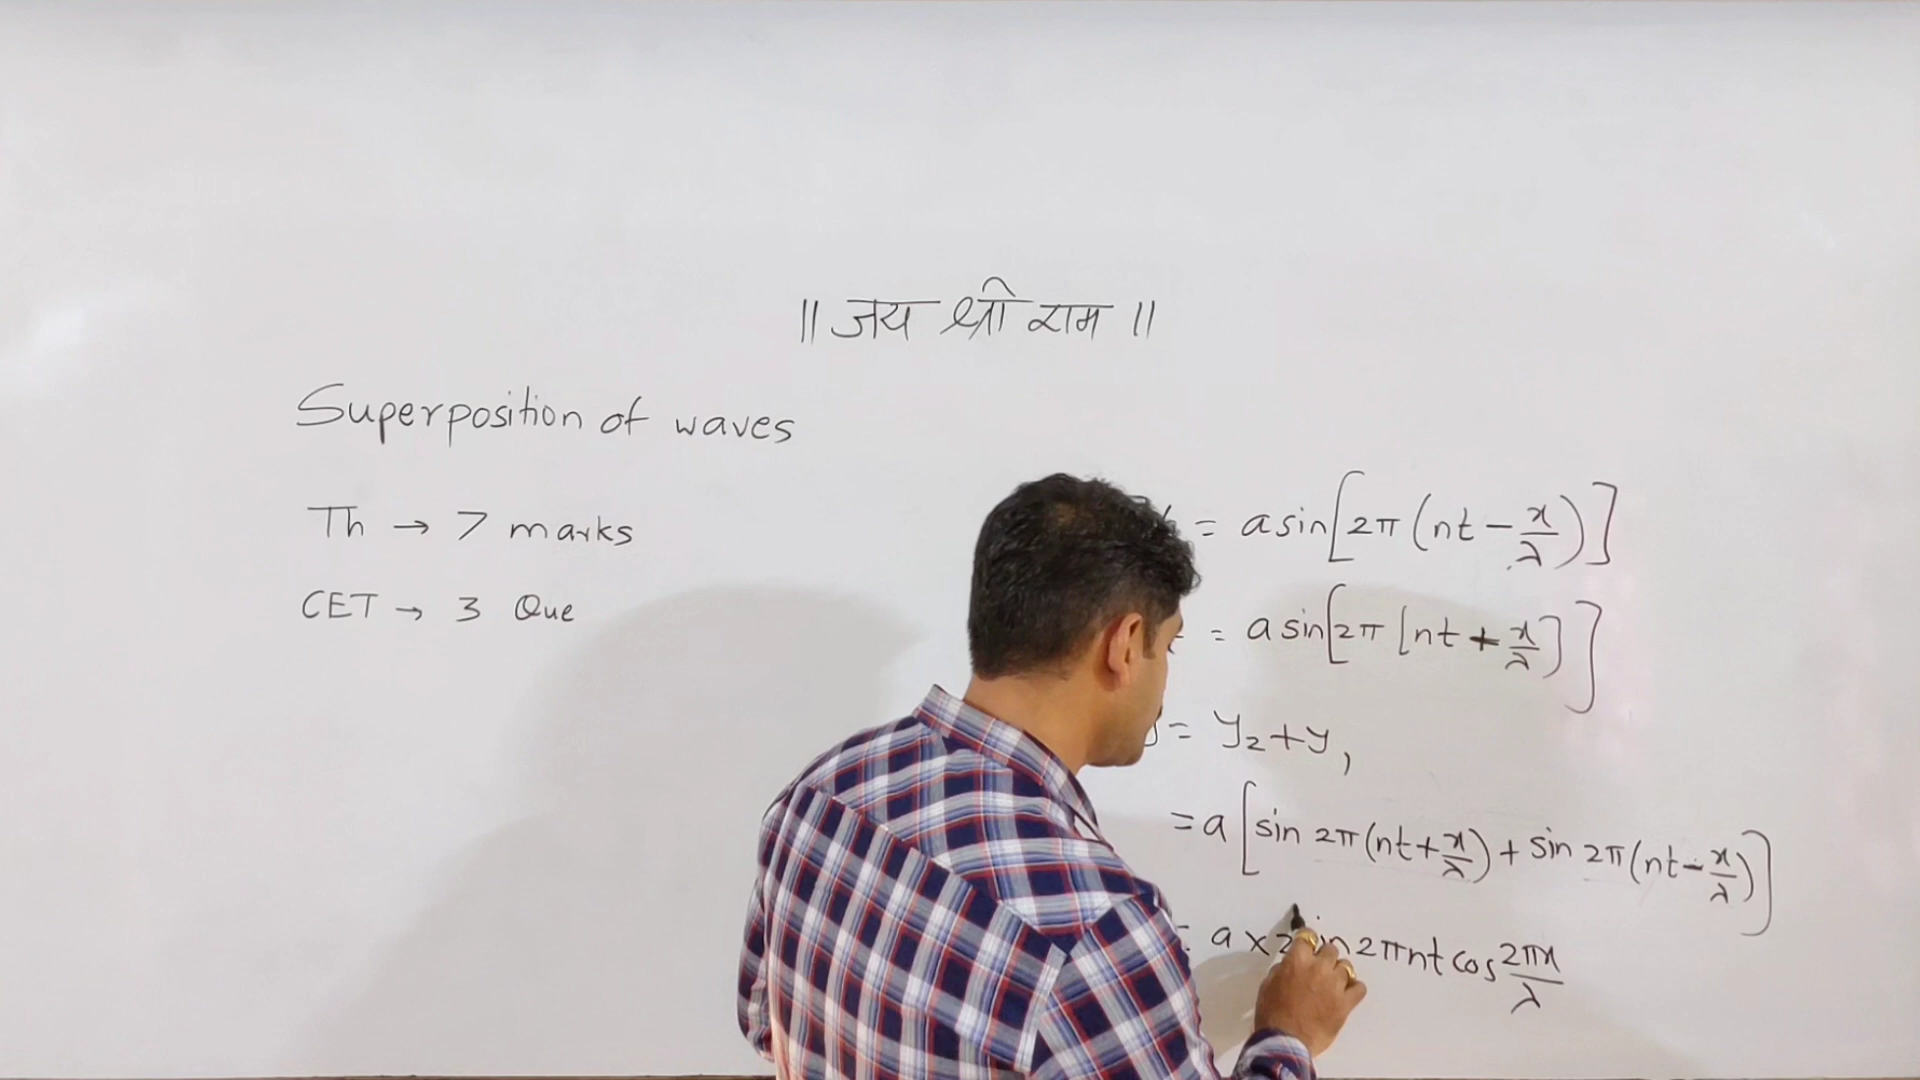 || जय श्री राम ||
Superposition of waves
Th → 7 marks
CET → 3 Que
= a sin[2π (nt - x/λ)]
= a sin[2π [nt + x/λ]]
= y₂ + y₁
= a [sin 2π (nt + x/λ) + sin 2π (nt - x/λ)]
= a × 2 sin 2πnt cos 2πx/λ